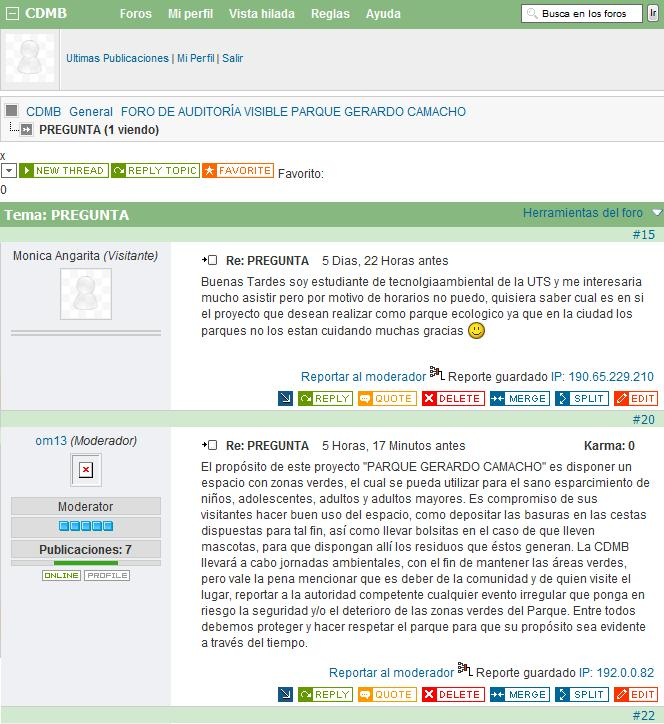 CDMB Foros Mi perfil Vista hilada Reglas Ayuda Busca en los foros Ir
Ultimas Publicaciones | Mi Perfil | Salir
CDMB General FORO DE AUDITORÍA VISIBLE PARQUE GERARDO CAMACHO
PREGUNTA (1 viendo)
x
NEW THREAD REPLY TOPIC FAVORITE Favorito:
0
Tema: PREGUNTA Herramientas del foro
#15
Monica Angarita (Visitante)
Re: PREGUNTA 5 Dias, 22 Horas antes
Buenas Tardes soy estudiante de tecnolgiaambiental de la UTS y me interesaria
mucho asistir pero por motivo de horarios no puedo, quisiera saber cual es en si
el proyecto que desean realizar como parque ecologico ya que en la ciudad los
parques no los estan cuidando muchas gracias
Reportar al moderador Reporte guardado IP: 190.65.229.210
REPLY QUOTE DELETE MERGE SPLIT EDIT
#20
om13 (Moderador)
Moderator
Publicaciones: 7
ONLINE PROFILE
Re: PREGUNTA 5 Horas, 17 Minutos antes Karma: 0
El propósito de este proyecto "PARQUE GERARDO CAMACHO" es disponer un
espacio con zonas verdes, el cual se pueda utilizar para el sano esparcimiento de
niños, adolescentes, adultos y adultos mayores. Es compromiso de sus
visitantes hacer buen uso del espacio, como depositar las basuras en las cestas
dispuestas para tal fin, así como llevar bolsitas en el caso de que lleven
mascotas, para que dispongan allí los residuos que éstos generan. La CDMB
llevará a cabo jornadas ambientales, con el fin de mantener las áreas verdes,
pero vale la pena mencionar que es deber de la comunidad y de quien visite el
lugar, reportar a la autoridad competente cualquier evento irregular que ponga en
riesgo la seguridad y/o el deterioro de las zonas verdes del Parque. Entre todos
debemos proteger y hacer respetar el parque para que su propósito sea evidente
a través del tiempo.
Reportar al moderador Reporte guardado IP: 192.0.0.82
REPLY QUOTE DELETE MERGE SPLIT EDIT
#22